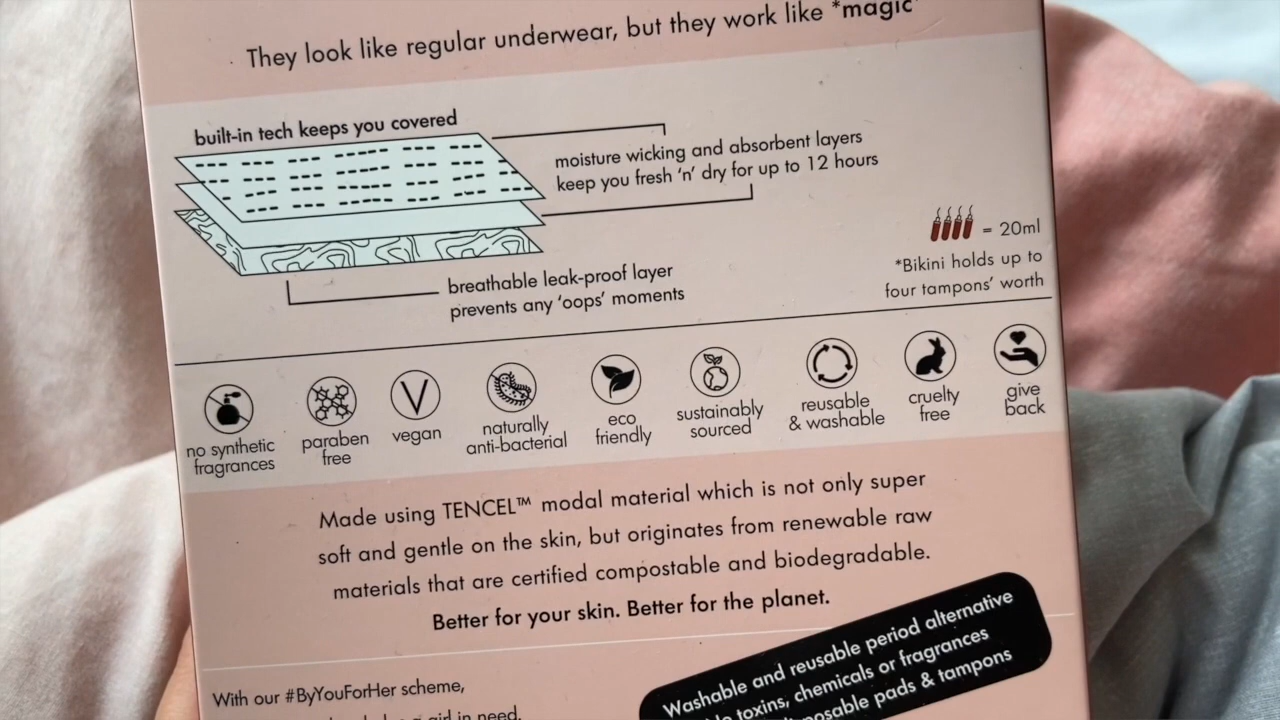 They look like regular underwear, but they work like *magic*
built-in tech keeps you covered
moisture wicking and absorbent layers
keep you fresh ‘n’ dry for up to 12 hours
= 20ml
*Bikini holds up to
four tampons’ worth
breathable leak-proof layer
prevents any ‘oops’ moments
no synthetic
fragrances
paraben
free
V
vegan
naturally
anti-bacterial
eco
friendly
sustainably
sourced
reusable
& washable
cruelty
free
give
back
Made using TENCEL™ modal material which is not only super
soft and gentle on the skin, but originates from renewable raw
materials that are certified compostable and biodegradable.
Better for your skin. Better for the planet.
With our #ByYouForHer scheme,
girl in need.
Washable and reusable period alternative
toxins, chemicals or fragrances
pads & tampons